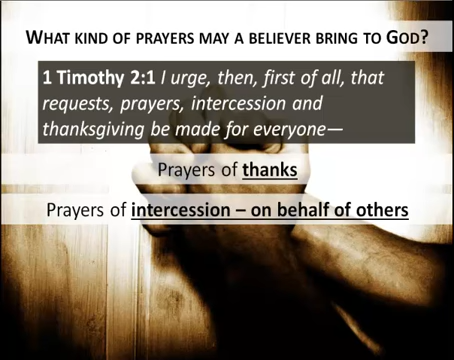 WHAT KIND OF PRAYERS MAY A BELIEVER BRING TO GOD?
1 Timothy 2:1 I urge, then, first of all, that
requests, prayers, intercession and
thanksgiving be made for everyone—
Prayers of thanks
Prayers of intercession – on behalf of others